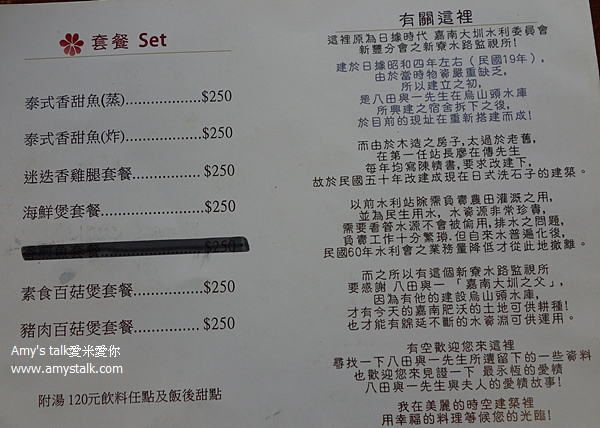 套餐 Set
泰式香甜魚(蒸)...................$250
泰式香甜魚(炸)...................$250
迷迭香雞腿套餐................. $250
海鮮煲套餐.........................$250
$250
素食百菇煲套餐.................$250
豬肉百菇煲套餐.................$250
Amy's talk愛米愛你
www.amystalk.com
附湯 120元飲料任點及飯後甜點
有關這裡
這裡原為日據時代 嘉南大圳水利委員會
新豐分會之新寮水路監視所!
建於日據昭和四年左右(民國19年),
由於當時物資嚴重缺乏,
所以建立之初,
是八田與一先生在烏山頭水庫
所興建之宿舍拆下之後,
於目前的現址在重新搭建而成!
而由於木造之房子,太過於老舊,
在第一任站長廖在傳先生
每年均寫陳情書,要求改建下,
故於民國五十年改建成現在日式洗石子的建築。
以前水利站除需負責農田灌溉之用,
並為民生用水, 水資源非常珍貴,
需要看管水源不會被偷用,排水之問題,
負責工作十分繁瑣.但自來水普遍化後,
民國60年水利會之業務量降低才從此地撤離。
而之所以有這個新寮水路監視所
要感謝 八田與一 「嘉南大圳之父」,
因為有他的建設烏山頭水庫,
才有今天的嘉南肥沃的土地可供耕種!
也才能有綿延不斷的水資源可供運用。
有空歡迎您來這裡
尋找一下八田與一先生所遺留下的一些資料
也歡迎您來見證一下 最永恆的愛情
八田與一先生與夫人的愛情故事!
我在美麗的時空建築裡
用幸福的料理等候您的光臨!